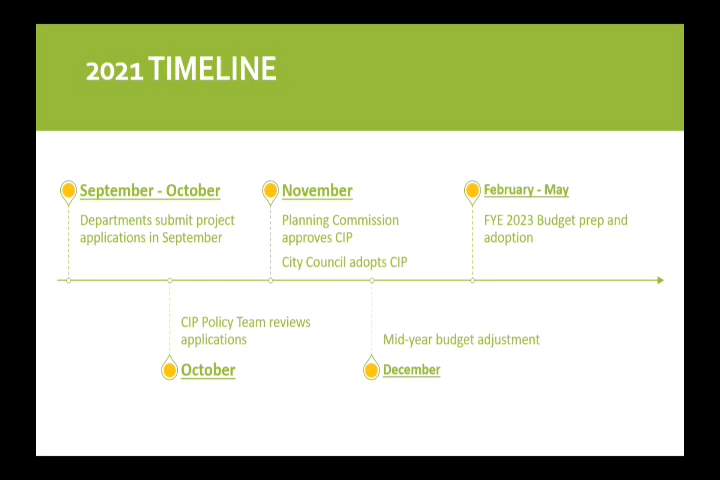 2021 TIMELINE
September - October
Departments submit project
applications in September
November
Planning Commission
approves CIP
City Council adopts CIP
February - May
FYE 2023 Budget prep and
adoption
CIP Policy Team reviews
applications
October
Mid-year budget adjustment
December